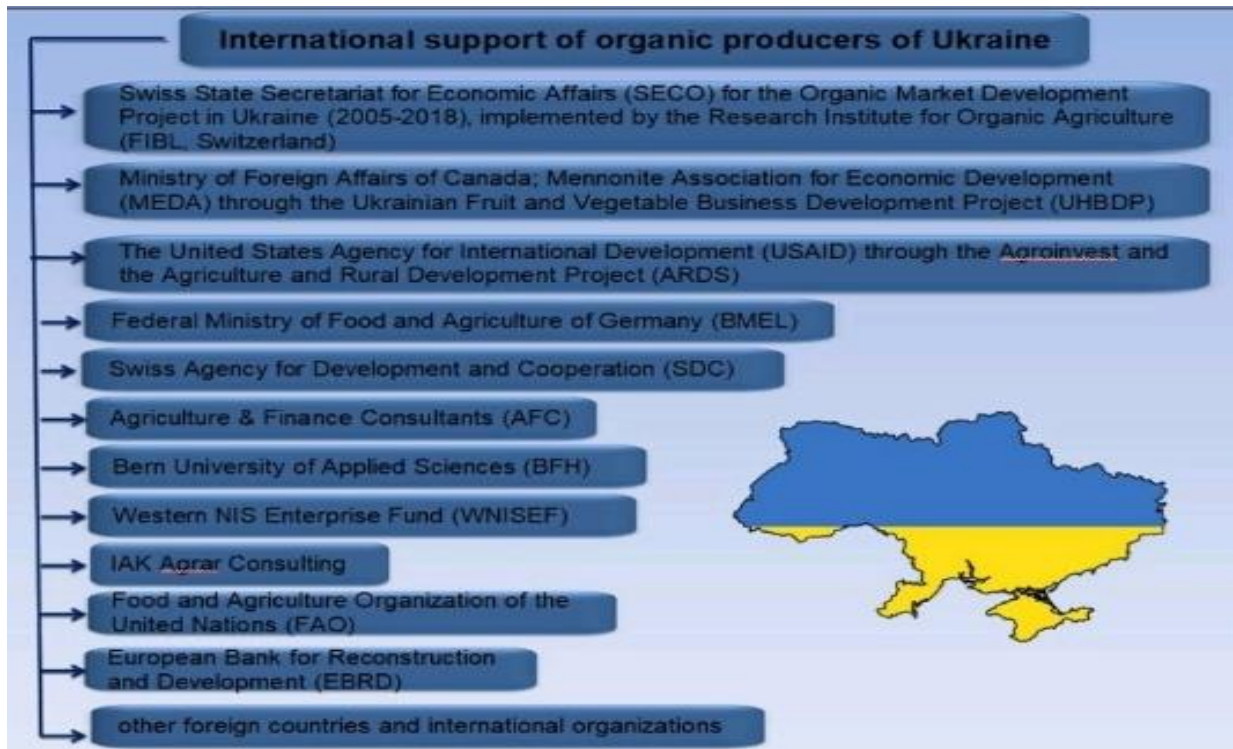 International support of organic producers of Ukraine
Swiss State Secretariat for Economic Affairs (SECO) for the Organic Market Development
Project in Ukraine (2005-2018), implemented by the Research Institute for Organic Agriculture
(FIBL, Switzerland)
Ministry of Foreign Affairs of Canada; Mennonite Association for Economic Development
(MEDA) through the Ukrainian Fruit and Vegetable Business Development Project (UHBDP)
The United States Agency for International Development (USAID) through the Agroinvest and
the Agriculture and Rural Development Project (ARDS)
Federal Ministry of Food and Agriculture of Germany (BMEL)
Swiss Agency for Development and Cooperation (SDC)
Agriculture & Finance Consultants (AFC)
Bern University of Applied Sciences (BFH)
Western NIS Enterprise Fund (WNISEF)
IAK Agrar Consulting
Food and Agriculture Organization of the
United Nations (FAO)
European Bank for Reconstruction
and Development (EBRD)
other foreign countries and international organizations